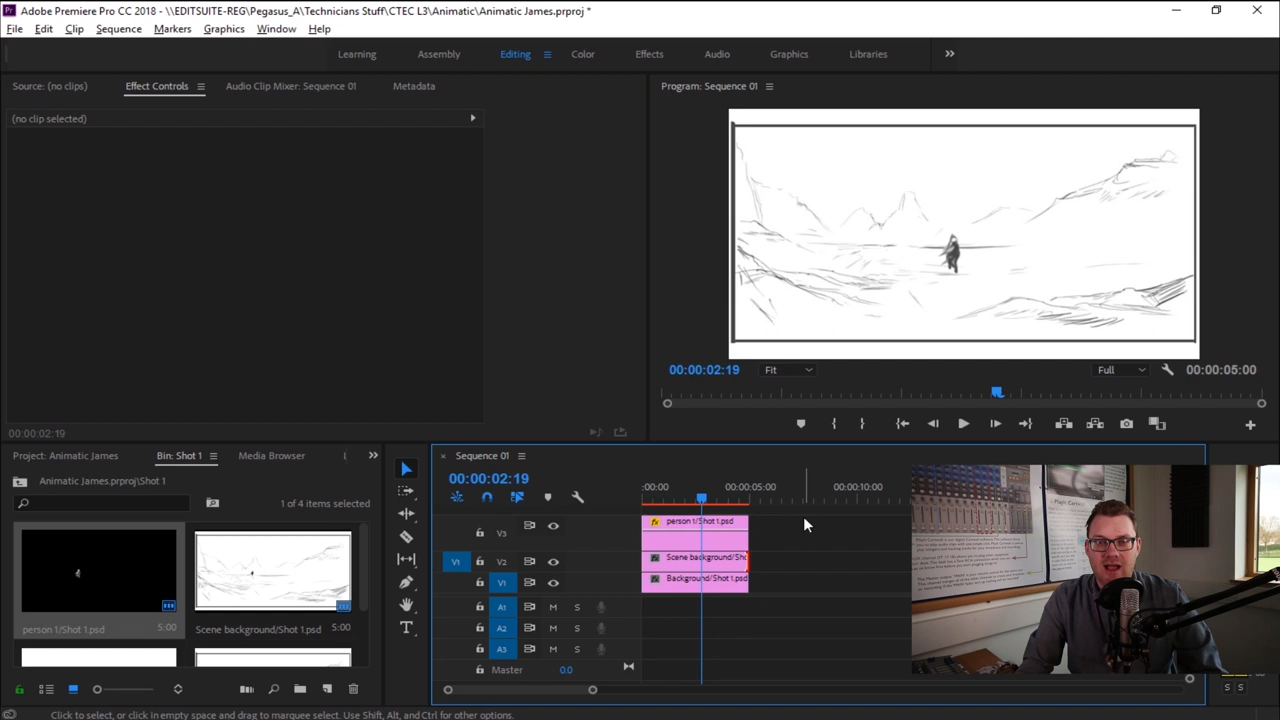 Adobe Premiere Pro CC 2018 - \\EDITSUITE-REG\Pegasus_A\Technicians Stuff\CTEC L3\Animatic\Animatic James.prproj *
File Edit Clip Sequence Markers Graphics Window Help
Learning Assembly Editing Color Effects Audio Graphics Libraries
Source: (no clips) Effect Controls Audio Clip Mixer: Sequence 01 Metadata
Program: Sequence 01
(no clip selected)
00:00:02:19 Fit Full 00:00:05:00
00:00:02:19
Project: Animatic James Bin: Shot 1 Media Browser
Sequence 01
Animatic James.prproj\Shot 1
00:00:02:19
1 of 4 items selected
:00:00 00:00:05:00 00:00:10:00
V3 person 1/Shot 1.psd
V1 V2 Scene background/Sho
V1 Background/Shot 1.psd
A1 M S
A2 M S
A3 M S
Master 0.0
person 1/Shot 1.psd 5:00
Scene background/Shot 1.psd 5:00
S S
Click to select, or click in empty space and drag to marquee select. Use Shift, Alt, and Ctrl for other options.